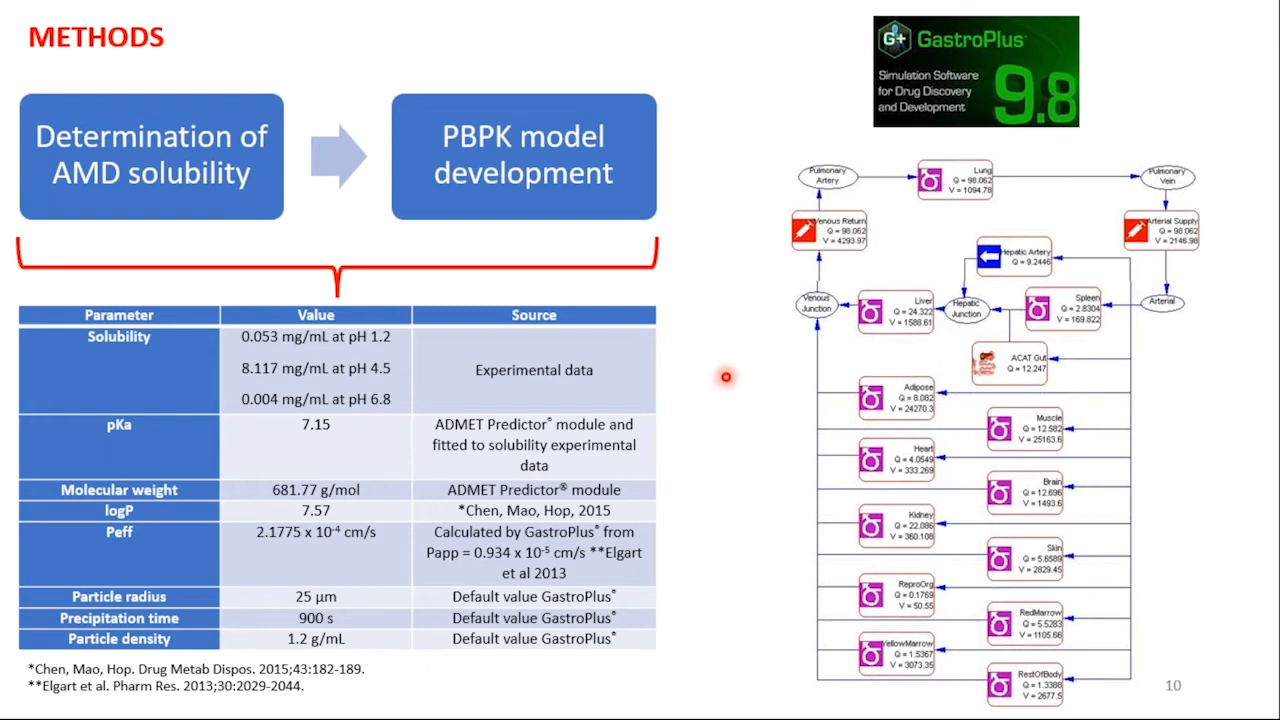 METHODS
G+ GastroPlus®
Simulation Software
for Drug Discovery
and Development
9.8
Determination of
AMD solubility
PBPK model
development
Parameter Value Source
Solubility 0.053 mg/mL at pH 1.2
8.117 mg/mL at pH 4.5 Experimental data
0.004 mg/mL at pH 6.8
pKa 7.15 ADMET Predictor® module and
fitted to solubility experimental
data
Molecular weight 681.77 g/mol ADMET Predictor® module
logP 7.57 *Chen, Mao, Hop, 2015
Peff 2.1775 x 10-4 cm/s Calculated by GastroPlus® from
Papp = 0.934 x 10-5 cm/s **Elgart
et al 2013
Particle radius 25 µm Default value GastroPlus®
Precipitation time 900 s Default value GastroPlus®
Particle density 1.2 g/mL Default value GastroPlus®
*Chen, Mao, Hop. Drug Metab Dispos. 2015;43:182-189.
**Elgart et al. Pharm Res. 2013;30:2029-2044.
Pulmonary
Artery
Lung
Q = 98.062
V = 1094.78
Pulmonary
Vein
Venous Return
Q = 98.062
V = 4293.97
Arterial Supply
Q = 98.062
V = 2146.98
Hepatic Artery
Q = 9.2446
Venous
Junction
Liver
Q = 24.322
V = 1588.61
Hepatic
Junction
Spleen
Q = 2.8304
V = 169.822
Arterial
ACAT Gut
Q = 12.247
Adipose
Q = 8.082
V = 24270.3
Muscle
Q = 12.582
V = 25163.6
Heart
Q = 4.0549
V = 333.269
Brain
Q = 12.696
V = 1493.6
Kidney
Q = 22.086
V = 360.108
Skin
Q = 5.6589
V = 2829.45
ReproOrg
Q = 0.1769
V = 50.55
RedMarrow
Q = 5.5283
V = 1105.66
YellowMarrow
Q = 1.5367
V = 3073.35
RestOfBody
Q = 1.3388
V = 2677.5
10